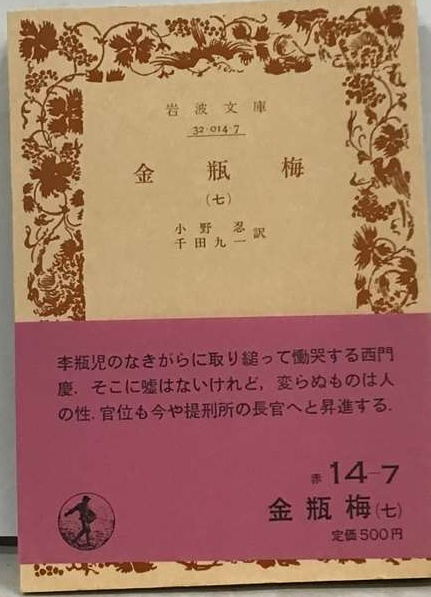 岩波文庫
32-014-7
金瓶梅
(七)
小野忍
千田九一
訳
李瓶児のなきがらに取り縋って慟哭する西門
慶. そこに嘘はないけれど, 変らぬものは人
の性. 官位も今や提刑所の長官へと昇進する.
赤 14-7
金瓶梅(七)
定価500円